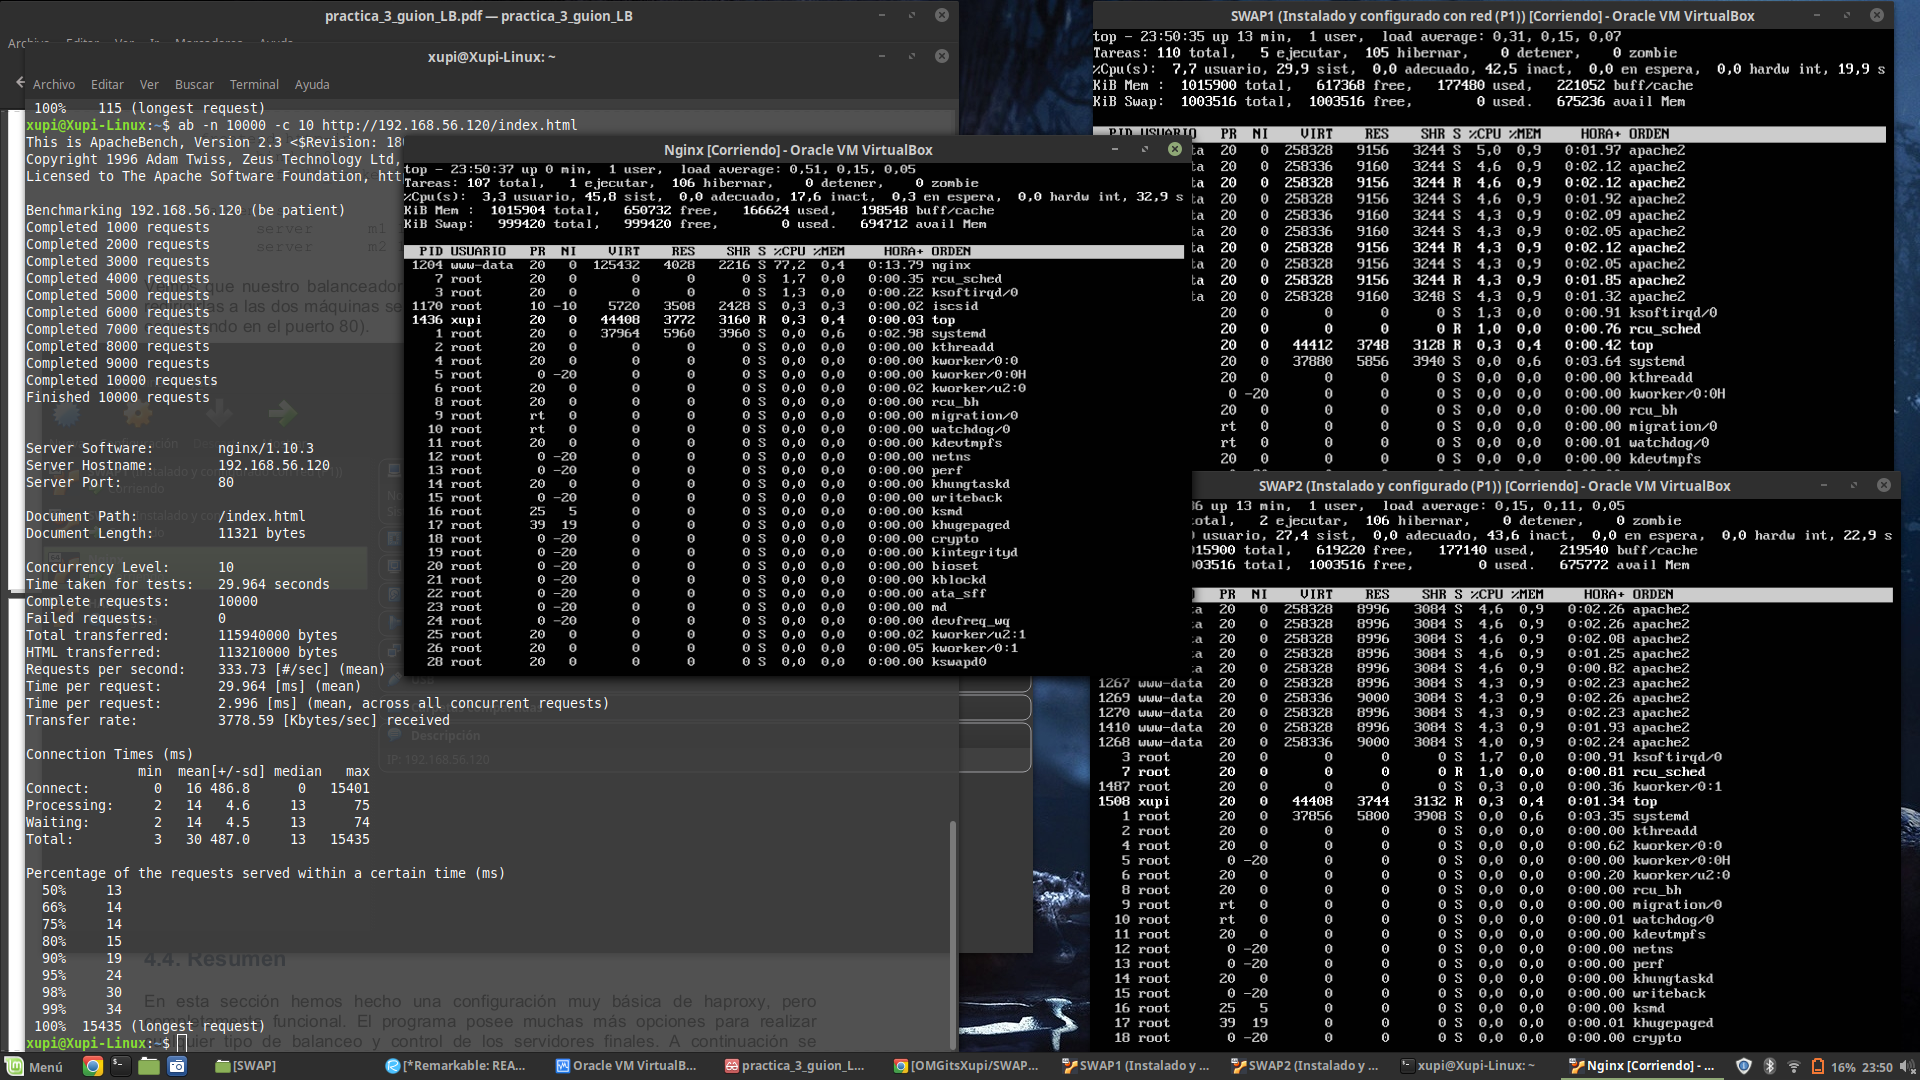 practica_3_guion_LB.pdf — practica_3_guion_LB
xupi@Xupi-Linux: ~
Archivo Editar Ver Buscar Terminal Ayuda
100% 115 (longest request)
xupi@Xupi-Linux:~$ ab -n 10000 -c 10 http://192.168.56.120/index.html
This is ApacheBench, Version 2.3 <$Revision: 18
Copyright 1996 Adam Twiss, Zeus Technology Ltd,
Licensed to The Apache Software Foundation, htt
Benchmarking 192.168.56.120 (be patient)
Completed 1000 requests
Completed 2000 requests
Completed 3000 requests
Completed 4000 requests
Completed 5000 requests
Completed 6000 requests
Completed 7000 requests
Completed 8000 requests
Completed 9000 requests
Completed 10000 requests
Finished 10000 requests
Server Software: nginx/1.10.3
Server Hostname: 192.168.56.120
Server Port: 80
Document Path: /index.html
Document Length: 11321 bytes
Concurrency Level: 10
Time taken for tests: 29.964 seconds
Complete requests: 10000
Failed requests: 0
Total transferred: 115940000 bytes
HTML transferred: 113210000 bytes
Requests per second: 333.73 [#/sec] (mean)
Time per request: 29.964 [ms] (mean)
Time per request: 2.996 [ms] (mean, across all concurrent requests)
Transfer rate: 3778.59 [Kbytes/sec] received
Connection Times (ms)
min mean[+/-sd] median max
Connect: 0 16 486.8 0 15401
Processing: 2 14 4.6 13 75
Waiting: 2 14 4.5 13 74
Total: 3 30 487.0 13 15435
Percentage of the requests served within a certain time (ms)
50% 13
66% 14
75% 14
80% 15
90% 19
95% 24
98% 30
99% 34
100% 15435 (longest request)
xupi@Xupi-Linux:~$
server m1
server m2
en el puerto 80).
Descripción
IP: 192.168.56.120
4.4. Resumen
En esta sección hemos hecho una configuración muy básica de haproxy, pero
completamente funcional. El programa posee muchas más opciones para realizar
tipo de balanceo y control de los servidores finales. A continuación se
Nginx [Corriendo] - Oracle VM VirtualBox
top - 23:50:37 up 0 min, 1 user, load average: 0,51, 0,15, 0,05
Tareas: 107 total, 1 ejecutar, 106 hibernar, 0 detener, 0 zombie
%Cpu(s): 3,3 usuario, 45,8 sist, 0,0 adecuado, 17,6 inact, 0,3 en espera, 0,0 hardw int, 32,9 s
KiB Mem : 1015904 total, 650732 free, 166624 used, 198548 buff/cache
KiB Swap: 999420 total, 999420 free, 0 used. 694712 avail Mem
PID USUARIO PR NI VIRT RES SHR S %CPU %MEM HORA+ ORDEN
1204 www-data 20 0 125432 4028 2216 S 77,2 0,4 0:13.79 nginx
7 root 20 0 0 0 0 S 1,7 0,0 0:00.35 rcu_sched
3 root 20 0 0 0 0 S 1,3 0,0 0:00.22 ksoftirqd/0
1170 root 10 -10 5720 3508 2428 S 0,3 0,3 0:00.02 iscsid
1436 xupi 20 0 44408 3772 3160 R 0,3 0,4 0:00.03 top
1 root 20 0 37964 5960 3960 S 0,0 0,6 0:02.98 systemd
2 root 20 0 0 0 0 S 0,0 0,0 0:00.00 kthreadd
4 root 20 0 0 0 0 S 0,0 0,0 0:00.00 kworker/0:0
5 root 0 -20 0 0 0 S 0,0 0,0 0:00.00 kworker/0:0H
6 root 20 0 0 0 0 S 0,0 0,0 0:00.02 kworker/u2:0
8 root 20 0 0 0 0 S 0,0 0,0 0:00.00 rcu_bh
9 root rt 0 0 0 0 S 0,0 0,0 0:00.00 migration/0
10 root rt 0 0 0 0 S 0,0 0,0 0:00.00 watchdog/0
11 root 20 0 0 0 0 S 0,0 0,0 0:00.00 kdevtmpfs
12 root 0 -20 0 0 0 S 0,0 0,0 0:00.00 netns
13 root 0 -20 0 0 0 S 0,0 0,0 0:00.00 perf
14 root 20 0 0 0 0 S 0,0 0,0 0:00.00 khungtaskd
15 root 0 -20 0 0 0 S 0,0 0,0 0:00.00 writeback
16 root 25 5 0 0 0 S 0,0 0,0 0:00.00 ksmd
17 root 39 19 0 0 0 S 0,0 0,0 0:00.00 khugepaged
18 root 0 -20 0 0 0 S 0,0 0,0 0:00.00 crypto
19 root 0 -20 0 0 0 S 0,0 0,0 0:00.00 kintegrityd
20 root 0 -20 0 0 0 S 0,0 0,0 0:00.00 bioset
21 root 0 -20 0 0 0 S 0,0 0,0 0:00.00 kblockd
22 root 0 -20 0 0 0 S 0,0 0,0 0:00.00 ata_sff
23 root 0 -20 0 0 0 S 0,0 0,0 0:00.00 md
24 root 0 -20 0 0 0 S 0,0 0,0 0:00.00 devfreq_wq
25 root 20 0 0 0 0 S 0,0 0,0 0:00.02 kworker/u2:1
26 root 20 0 0 0 0 S 0,0 0,0 0:00.05 kworker/0:1
28 root 20 0 0 0 0 S 0,0 0,0 0:00.00 kswapd0
SWAP1 (Instalado y configurado con red (P1)) [Corriendo] - Oracle VM VirtualBox
top - 23:50:35 up 13 min, 1 user, load average: 0,31, 0,15, 0,07
Tareas: 110 total, 5 ejecutar, 105 hibernar, 0 detener, 0 zombie
%Cpu(s): 7,7 usuario, 29,9 sist, 0,0 adecuado, 42,5 inact, 0,0 en espera, 0,0 hardw int, 19,9 s
KiB Mem : 1015900 total, 617368 free, 177480 used, 221052 buff/cache
KiB Swap: 1003516 total, 1003516 free, 0 used. 675236 avail Mem
PID USUARIO PR NI VIRT RES SHR S %CPU %MEM HORA+ ORDEN
ta 20 0 258328 9156 3244 S 5,0 0,9 0:01.97 apache2
ta 20 0 258336 9160 3244 S 4,6 0,9 0:02.12 apache2
ta 20 0 258328 9156 3244 R 4,6 0,9 0:02.12 apache2
ta 20 0 258328 9156 3244 S 4,6 0,9 0:01.92 apache2
ta 20 0 258336 9160 3244 S 4,3 0,9 0:02.09 apache2
ta 20 0 258328 9156 3244 S 4,3 0,9 0:02.05 apache2
ta 20 0 258328 9156 3244 R 4,3 0,9 0:02.12 apache2
ta 20 0 258328 9156 3244 S 4,3 0,9 0:02.05 apache2
ta 20 0 258328 9156 3244 R 4,3 0,9 0:01.85 apache2
ta 20 0 258328 9160 3248 S 4,3 0,9 0:01.32 apache2
20 0 0 0 0 S 0,3 0,0 0:00.91 ksoftirqd/0
20 0 0 0 0 R 1,0 0,0 0:00.76 rcu_sched
20 0 44412 3748 3128 R 0,3 0,4 0:00.42 top
20 0 37880 5856 3940 S 0,0 0,6 0:03.64 systemd
20 0 0 0 0 S 0,0 0,0 0:00.00 kthreadd
0 -20 0 0 0 S 0,0 0,0 0:00.00 kworker/0:0H
20 0 0 0 0 S 0,0 0,0 0:00.00 rcu_bh
rt 0 0 0 0 S 0,0 0,0 0:00.00 migration/0
rt 0 0 0 0 S 0,0 0,0 0:00.01 watchdog/0
20 0 0 0 0 S 0,0 0,0 0:00.00 kdevtmpfs
SWAP2 (Instalado y configurado (P1)) [Corriendo] - Oracle VM VirtualBox
36 up 13 min, 1 user, load average: 0,15, 0,11, 0,05
otal, 2 ejecutar, 106 hibernar, 0 detener, 0 zombie
usuario, 27,4 sist, 0,0 adecuado, 43,6 inact, 0,0 en espera, 0,0 hardw int, 22,9 s
015900 total, 619220 free, 177140 used, 219540 buff/cache
003516 total, 1003516 free, 0 used. 675772 avail Mem
PR NI VIRT RES SHR S %CPU %MEM HORA+ ORDEN
ta 20 0 258328 8996 3084 S 4,6 0,9 0:02.26 apache2
ta 20 0 258336 8996 3084 S 4,6 0,9 0:02.26 apache2
ta 20 0 258328 8996 3084 S 4,6 0,9 0:02.08 apache2
ta 20 0 258328 8996 3084 S 4,6 0,9 0:01.25 apache2
ta 20 0 258328 8996 3084 S 4,6 0,9 0:00.82 apache2
1267 www-data 20 0 258328 8996 3084 S 4,3 0,9 0:02.23 apache2
1269 www-data 20 0 258336 9000 3084 S 4,3 0,9 0:02.26 apache2
1270 www-data 20 0 258328 8996 3084 S 4,3 0,9 0:02.23 apache2
1410 www-data 20 0 258328 8996 3084 S 4,3 0,9 0:01.93 apache2
1268 www-data 20 0 258336 9000 3084 S 4,0 0,9 0:02.24 apache2
3 root 20 0 0 0 0 S 1,7 0,0 0:00.91 ksoftirqd/0
7 root 20 0 0 0 0 R 1,0 0,0 0:00.81 rcu_sched
1487 root 20 0 0 0 0 S 0,3 0,0 0:00.36 kworker/0:1
1508 xupi 20 0 44408 3744 3132 R 0,3 0,4 0:01.34 top
1 root 20 0 37856 5800 3908 S 0,0 0,6 0:03.35 systemd
2 root 20 0 0 0 0 S 0,0 0,0 0:00.00 kthreadd
4 root 20 0 0 0 0 S 0,0 0,0 0:00.62 kworker/0:0
5 root 0 -20 0 0 0 S 0,0 0,0 0:00.00 kworker/0:0H
6 root 20 0 0 0 0 S 0,0 0,0 0:00.20 kworker/u2:0
8 root 20 0 0 0 0 S 0,0 0,0 0:00.00 rcu_bh
9 root rt 0 0 0 0 S 0,0 0,0 0:00.00 migration/0
10 root rt 0 0 0 0 S 0,0 0,0 0:00.01 watchdog/0
11 root 20 0 0 0 0 S 0,0 0,0 0:00.00 kdevtmpfs
12 root 0 -20 0 0 0 S 0,0 0,0 0:00.00 netns
13 root 0 -20 0 0 0 S 0,0 0,0 0:00.00 perf
14 root 20 0 0 0 0 S 0,0 0,0 0:00.00 khungtaskd
15 root 0 -20 0 0 0 S 0,0 0,0 0:00.00 writeback
16 root 25 5 0 0 0 S 0,0 0,0 0:00.00 ksmd
17 root 39 19 0 0 0 S 0,0 0,0 0:00.01 khugepaged
18 root 0 -20 0 0 0 S 0,0 0,0 0:00.00 crypto
Menú [SWAP] [*Remarkable: REA... Oracle VM VirtualB... practica_3_guion_L... [OMGitsXupi/SWAP... SWAP1 (Instalado y ... SWAP2 (Instalado y ... xupi@Xupi-Linux: ~ Nginx [Corriendo] - ... 16% 23:50